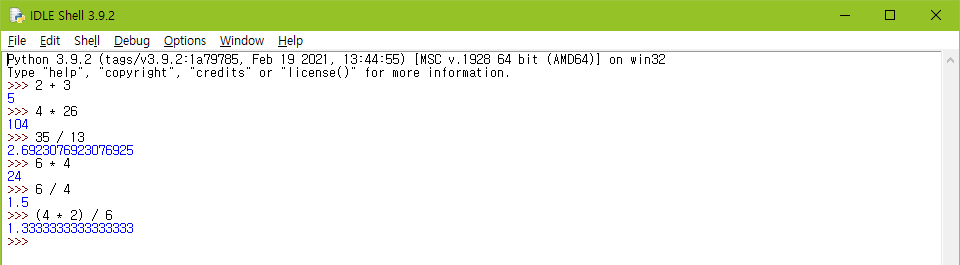 IDLE Shell 3.9.2
File Edit Shell Debug Options Window Help
Python 3.9.2 (tags/v3.9.2:1a79785, Feb 19 2021, 13:44:55) [MSC v.1928 64 bit (AMD64)] on win32
Type "help", "copyright", "credits" or "license()" for more information.
>>> 2 + 3
5
>>> 4 * 26
104
>>> 35 / 13
2.6923076923076925
>>> 6 * 4
24
>>> 6 / 4
1.5
>>> (4 * 2) / 6
1.3333333333333333
>>>